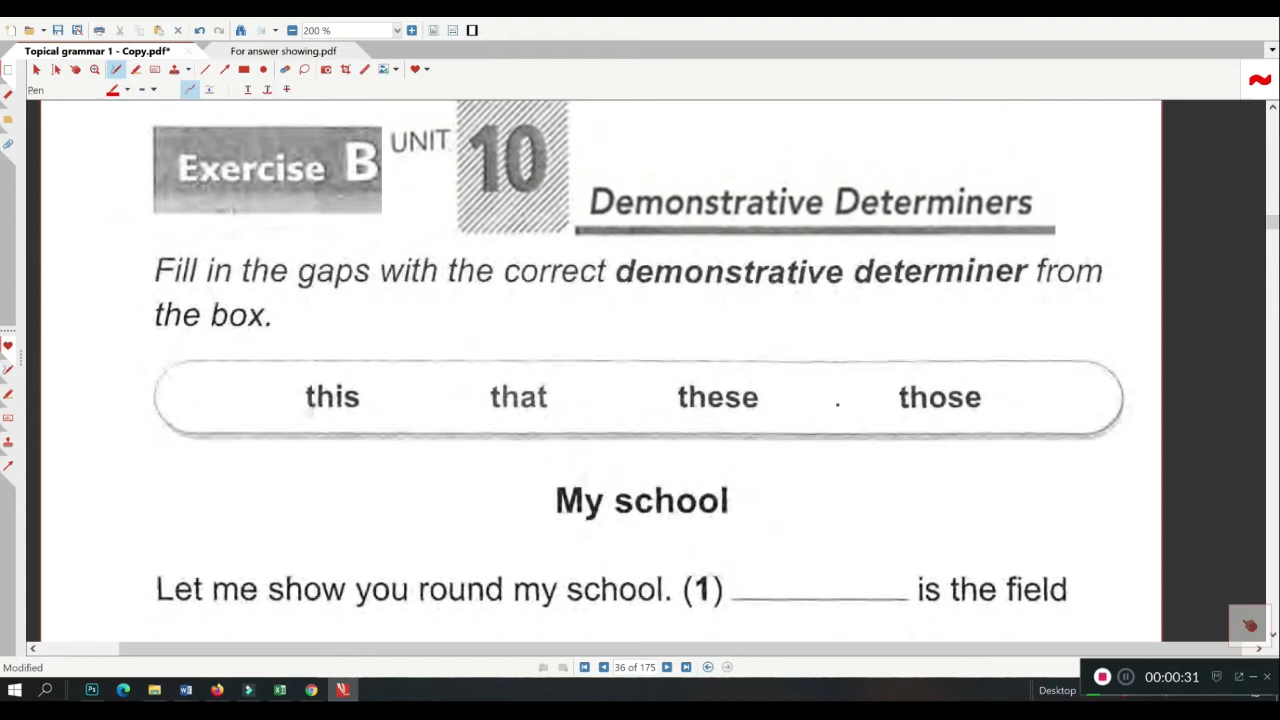 200 %
Topical grammar 1 - Copy.pdf*
For answer showing.pdf
Pen
Exercise B
UNIT 10
Demonstrative Determiners
Fill in the gaps with the correct demonstrative determiner from
the box.
this that these . those
My school
Let me show you round my school. (1) __________ is the field
Modified
36 of 175
Desktop
00:00:31